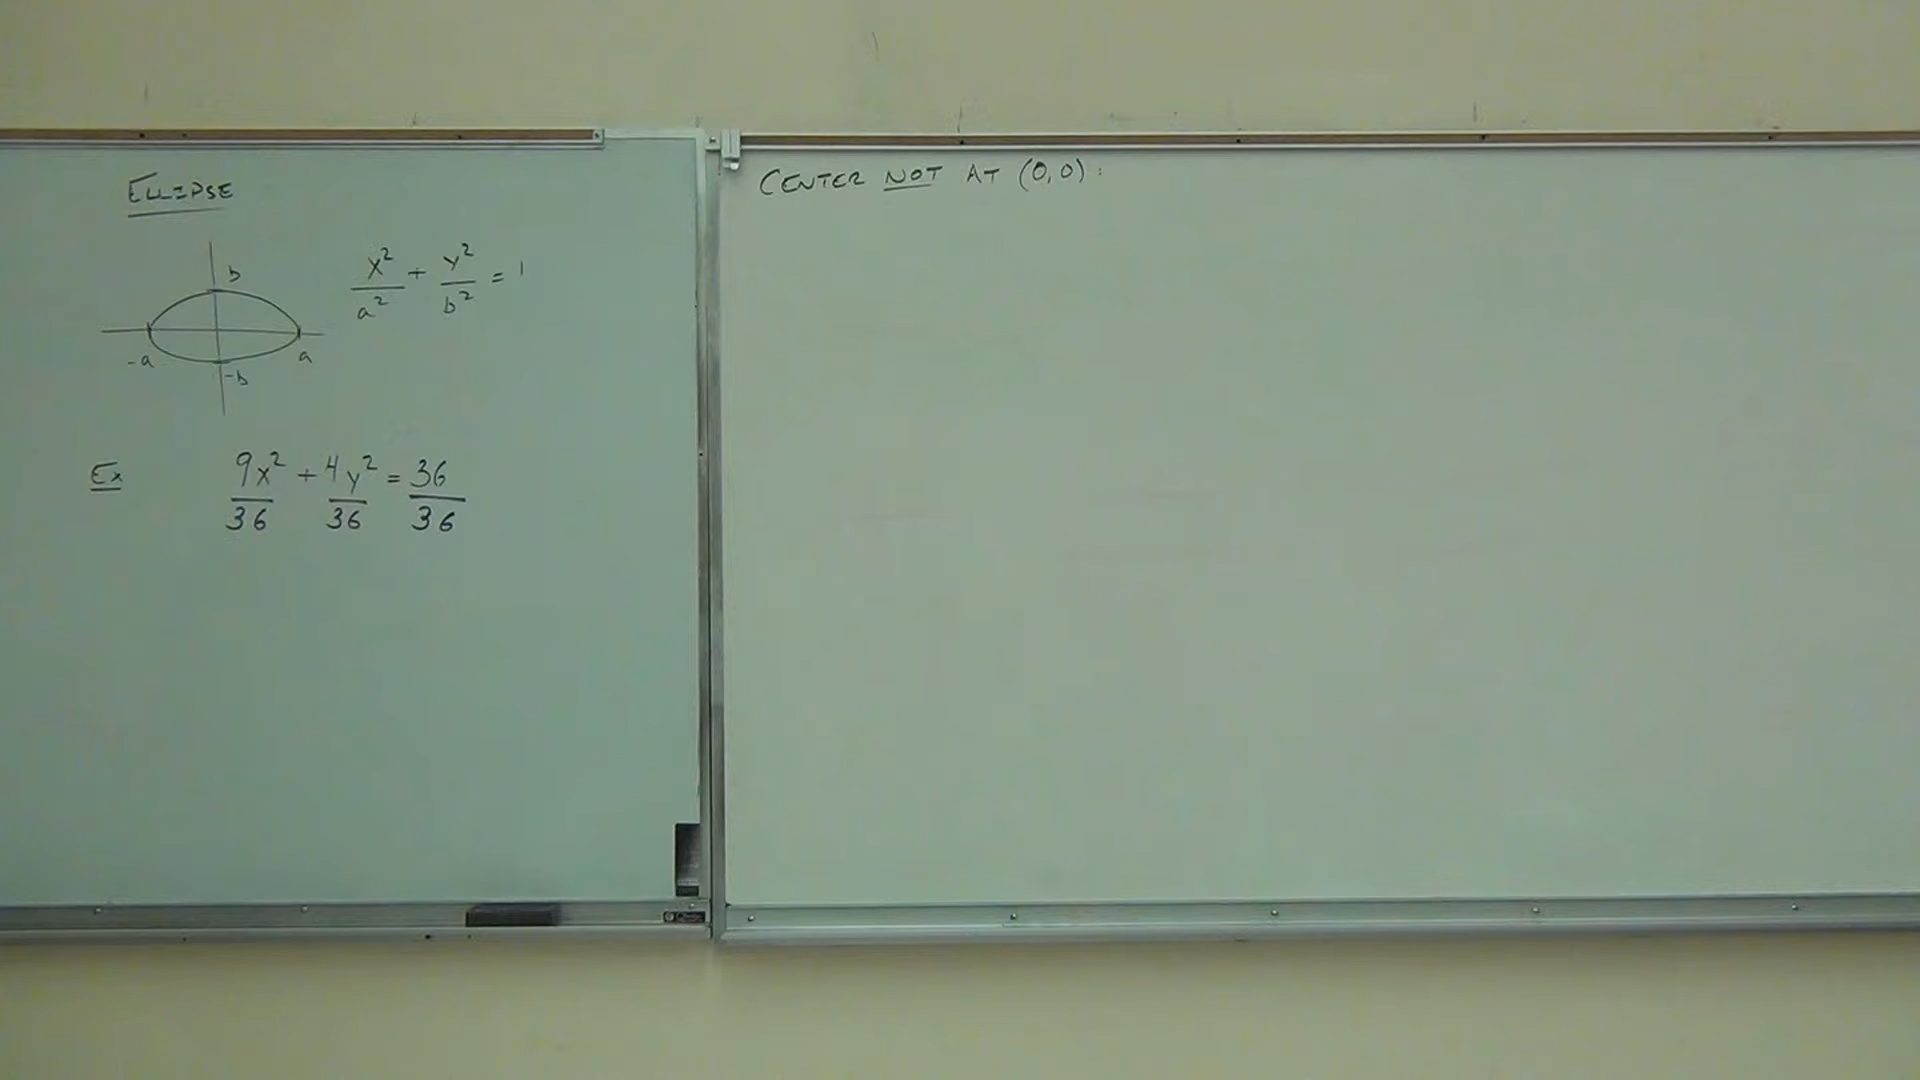 ELLIPSE
b
-a
a
-b
x²/a² + y²/b² = 1
Ex 9x²/36 + 4y²/36 = 36/36
CENTER NOT AT (0,0):